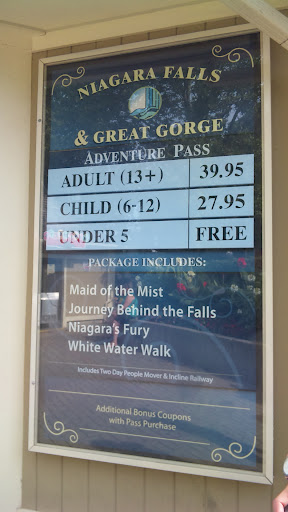 NIAGARA FALLS
& GREAT GORGE
ADVENTURE PASS
ADULT (13+) 39.95
CHILD (6-12) 27.95
UNDER 5 FREE
PACKAGE INCLUDES:
Maid of the Mist
Journey Behind the Falls
Niagara's Fury
White Water Walk
Includes Two Day People Mover & Incline Railway
Additional Bonus Coupons
with Pass Purchase